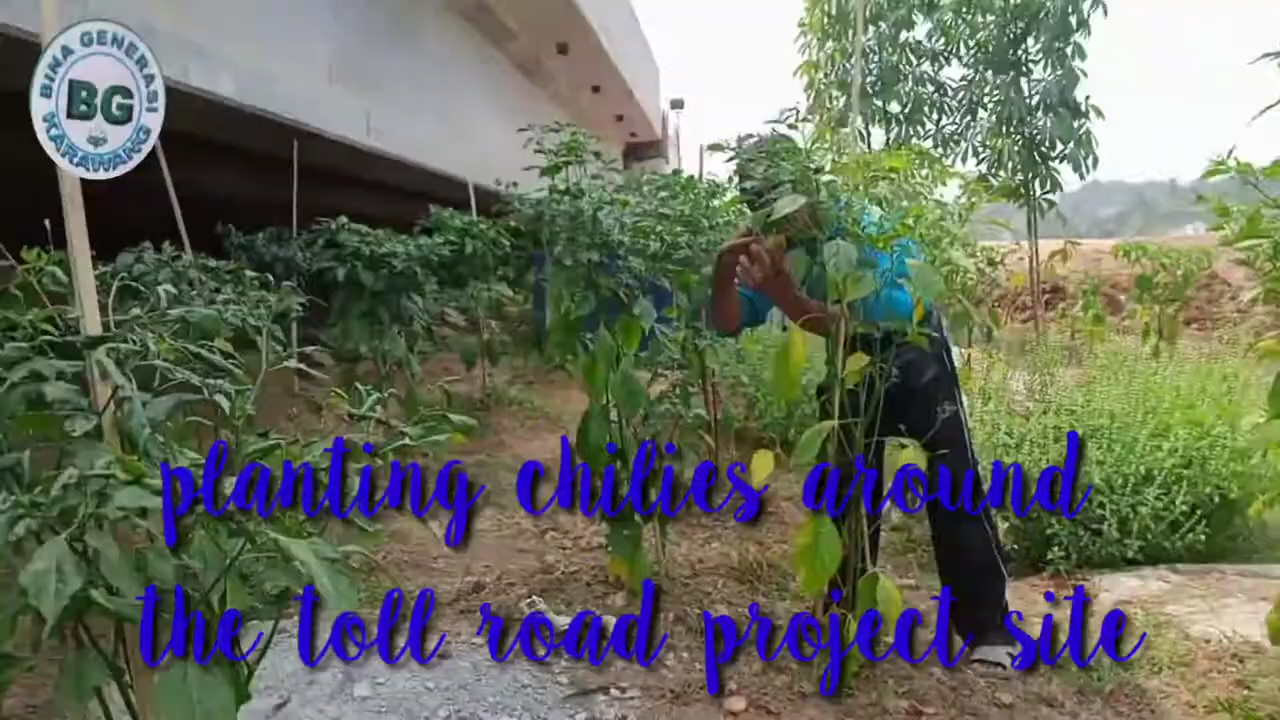 BINA GENERASI
BG
KARAWANG
planting chilies around
the toll road project site